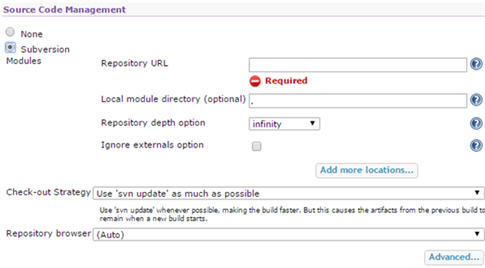 Source Code Management
None
Subversion
Modules
Repository URL
Required
Local module directory (optional) .
Repository depth option infinity
Ignore externals option
Add more locations...
Check-out Strategy Use 'svn update' as much as possible
Use 'svn update' whenever possible, making the build faster. But this causes the artifacts from the previous build to
remain when a new build starts.
Repository browser (Auto)
Advanced...